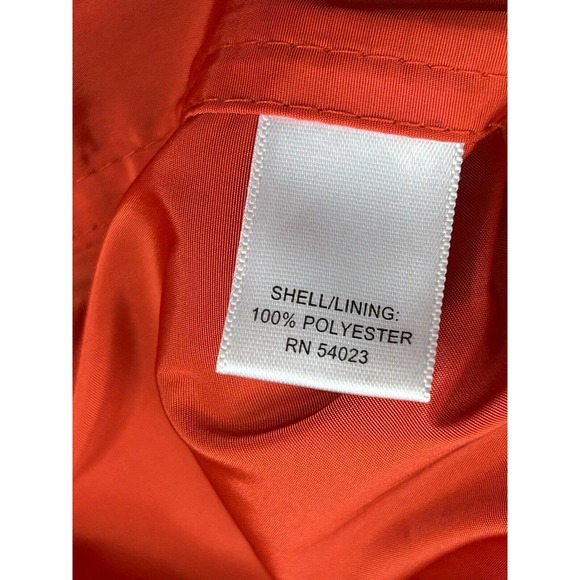 SHELL/LINING:
100% POLYESTER
RN 54023